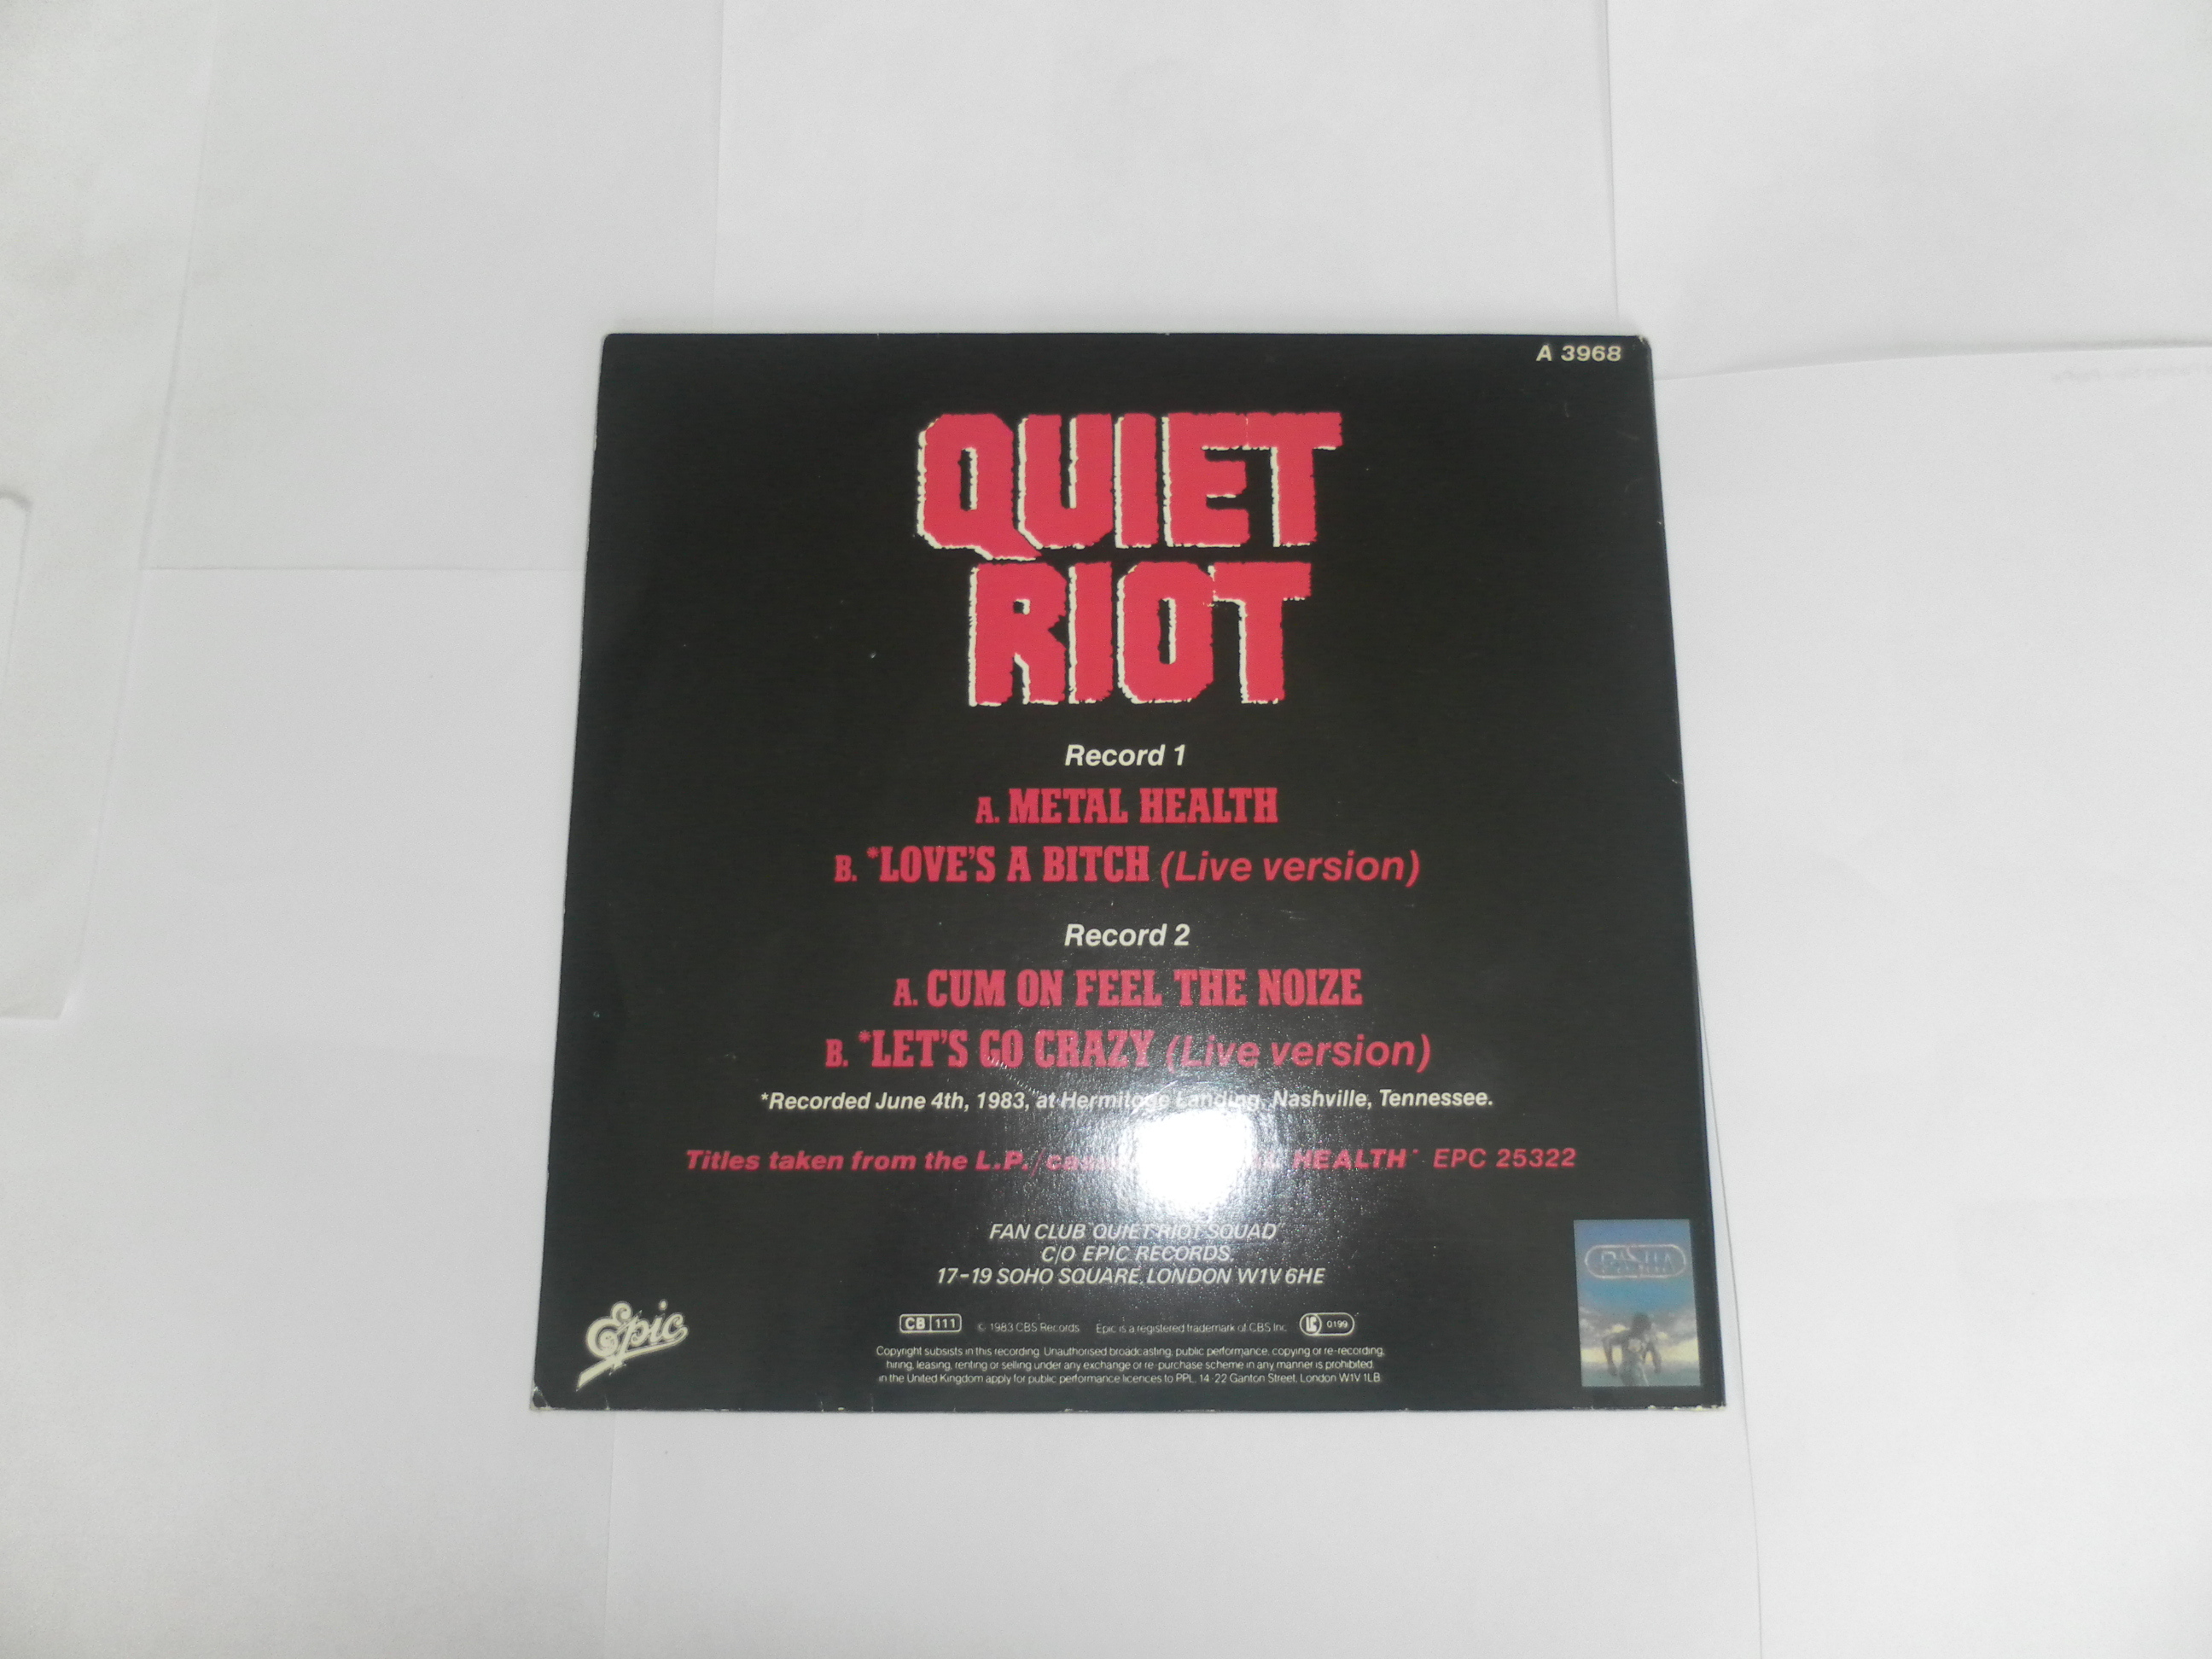 A 3968
QUIET
RIOT
Record 1
A. METAL HEALTH
B. *LOVE'S A BITCH (Live version)
Record 2
A. CUM ON FEEL THE NOIZE
B. *LET'S GO CRAZY (Live version)
*Recorded June 4th, 1983, at Hermitage Landing, Nashville, Tennessee.
Titles taken from the L.P./ HEALTH" EPC 25322
FAN CLUB QUIET RIOT SQUAD
C/O EPIC RECORDS,
17-19 SOHO SQUARE, LONDON W1V 6HE
PASHA
Epic
CB 111 © 1983 CBS Records Epic is a registered trademark of CBS Inc. LC 0199
Copyright subsists in this recording. Unauthorised broadcasting, public performance, copying or re-recording,
hiring, leasing, renting or selling under any exchange or re-purchase scheme in any manner is prohibited.
in the United Kingdom apply for public performance licences to PPL, 14-22 Ganton Street, London W1V 1LB.